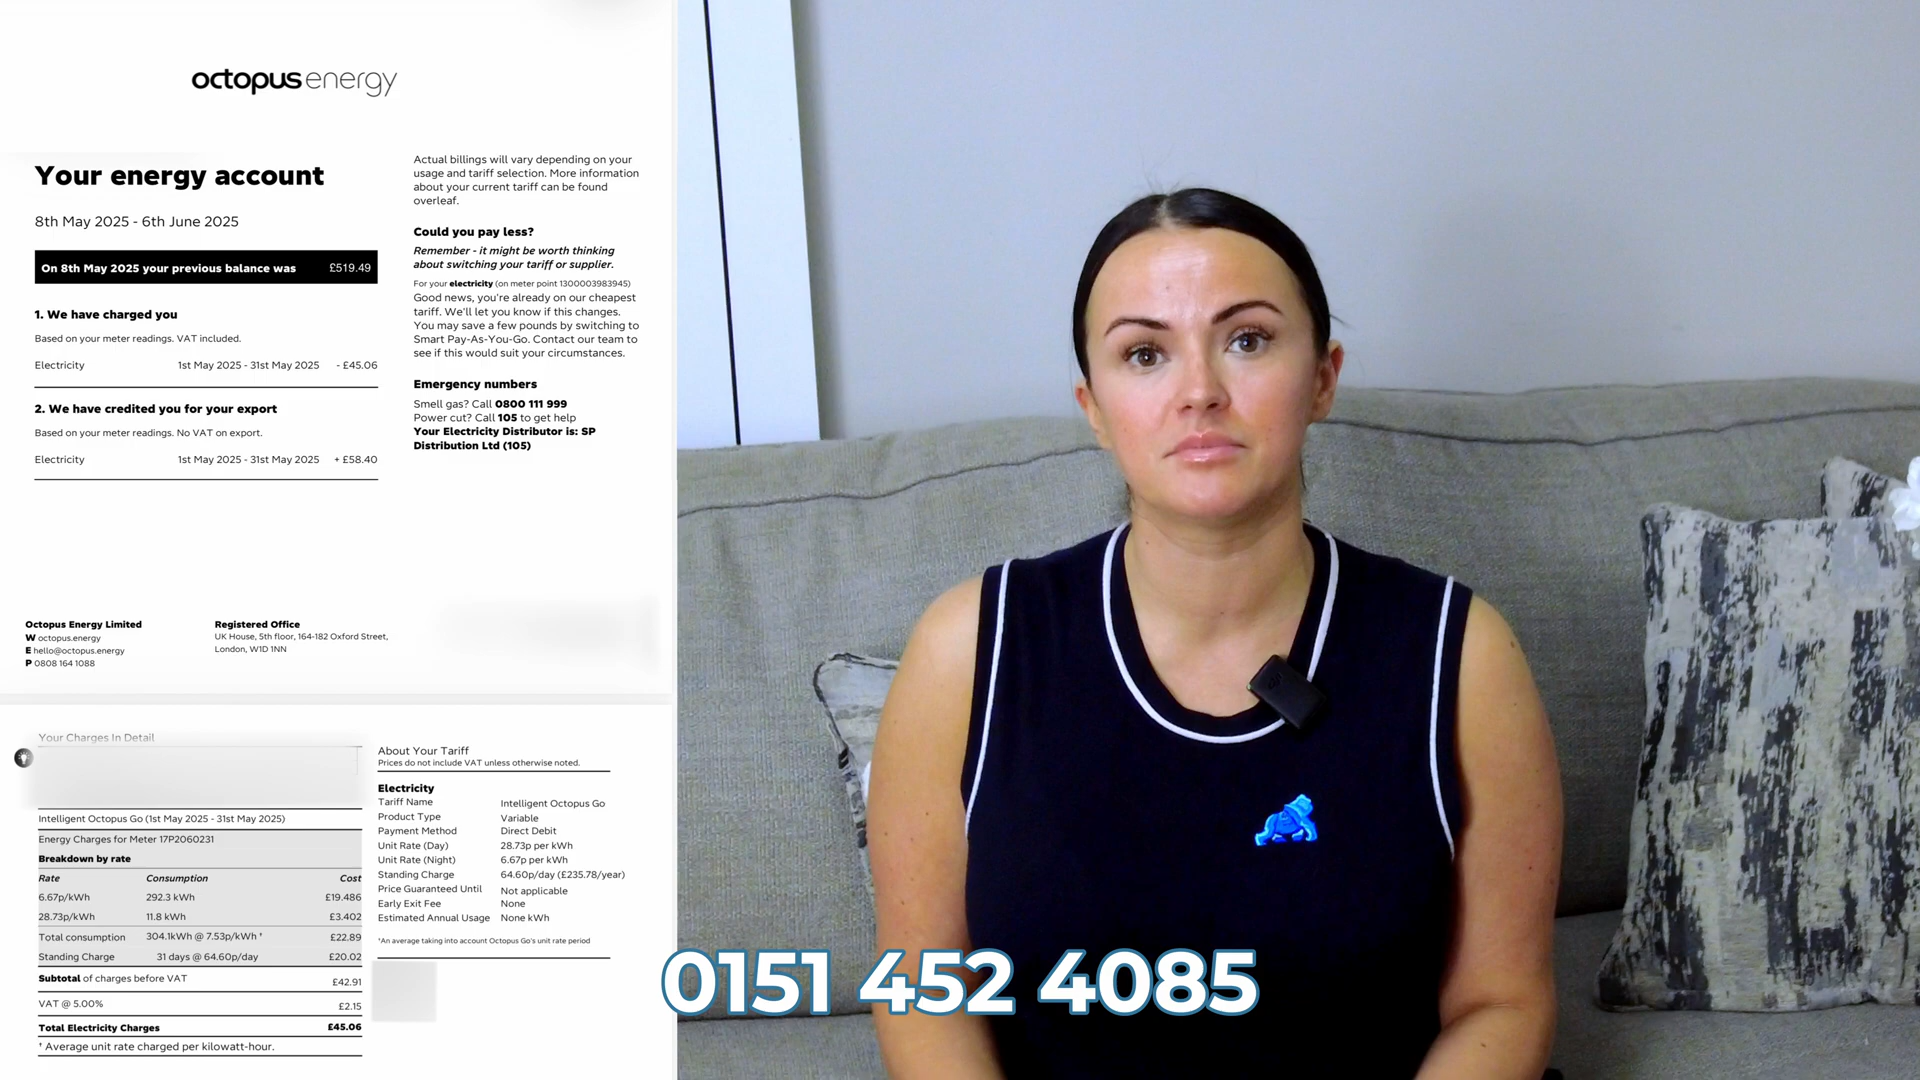 octopusenergy
Your energy account
8th May 2025 - 6th June 2025
On 8th May 2025 your previous balance was £519.49
1. We have charged you
Based on your meter readings. VAT included.
Electricity 1st May 2025 - 31st May 2025 - £45.06
2. We have credited you for your export
Based on your meter readings. No VAT on export.
Electricity 1st May 2025 - 31st May 2025 + £58.40
Actual billings will vary depending on your
usage and tariff selection. More information
about your current tariff can be found
overleaf.
Could you pay less?
Remember - it might be worth thinking
about switching your tariff or supplier.
For your electricity (on meter point 1300003983945)
Good news, you're already on our cheapest
tariff. We'll let you know if this changes.
You may save a few pounds by switching to
Smart Pay-As-You-Go. Contact our team to
see if this would suit your circumstances.
Emergency numbers
Smell gas? Call 0800 111 999
Power cut? Call 105 to get help
Your Electricity Distributor is: SP
Distribution Ltd (105)
Octopus Energy Limited
W octopus.energy
E hello@octopus.energy
P 0808 164 1088
Registered Office
UK House, 5th floor, 164-182 Oxford Street,
London, W1D 1NN
Your Charges In Detail
Intelligent Octopus Go (1st May 2025 - 31st May 2025)
Energy Charges for Meter 17P2060231
Breakdown by rate
Rate Consumption Cost
6.67p/kWh 292.3 kWh £19.486
28.73p/kWh 11.8 kWh £3.402
Total consumption 304.1kWh @ 7.53p/kWh † £22.89
Standing Charge 31 days @ 64.60p/day £20.02
Subtotal of charges before VAT £42.91
VAT @ 5.00% £2.15
Total Electricity Charges £45.06
† Average unit rate charged per kilowatt-hour.
About Your Tariff
Prices do not include VAT unless otherwise noted.
Electricity
Tariff Name Intelligent Octopus Go
Product Type Variable
Payment Method Direct Debit
Unit Rate (Day) 28.73p per kWh
Unit Rate (Night) 6.67p per kWh
Standing Charge 64.60p/day (£235.78/year)
Price Guaranteed Until Not applicable
Early Exit Fee None
Estimated Annual Usage None kWh
†An average taking into account Octopus Go's unit rate period
0151 452 4085